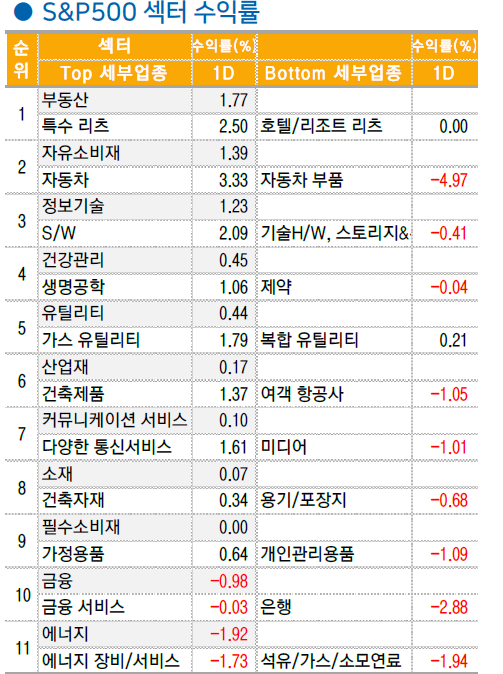 ● S&P500 섹터 수익률
순위 섹터 수익률(%) 수익률(%)
Top 세부업종 1D Bottom 세부업종 1D
1 부동산 1.77
특수 리츠 2.50 호텔/리조트 리츠 0.00
2 자유소비재 1.39
자동차 3.33 자동차 부품 -4.97
3 정보기술 1.23
S/W 2.09 기술H/W, 스토리지& -0.41
4 건강관리 0.45
생명공학 1.06 제약 -0.04
5 유틸리티 0.44
가스 유틸리티 1.79 복합 유틸리티 0.21
6 산업재 0.17
건축제품 1.37 여객 항공사 -1.05
7 커뮤니케이션 서비스 0.10
다양한 통신서비스 1.61 미디어 -1.01
8 소재 0.07
건축자재 0.34 용기/포장지 -0.68
9 필수소비재 0.00
가정용품 0.64 개인관리용품 -1.09
10 금융 -0.98
금융 서비스 -0.03 은행 -2.88
11 에너지 -1.92
에너지 장비/서비스 -1.73 석유/가스/소모연료 -1.94